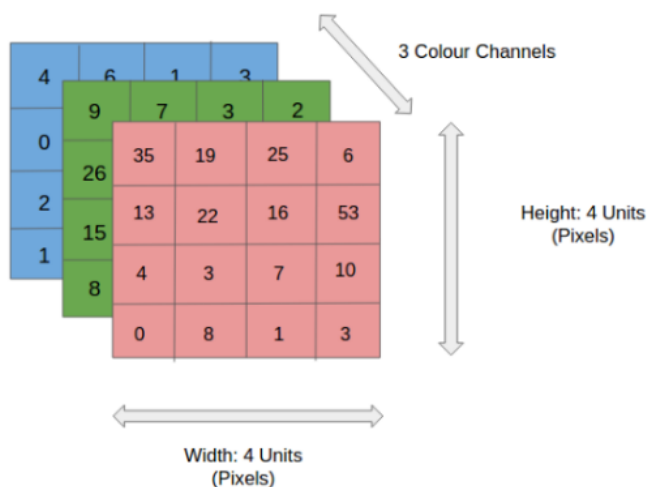 3 Colour Channels
4 6 1 3
9 7 3 2
35 19 25 6
0
26
13 22 16 53
Height: 4 Units
(Pixels)
2
15
4 3 7 10
1
8
0 8 1 3
Width: 4 Units
(Pixels)